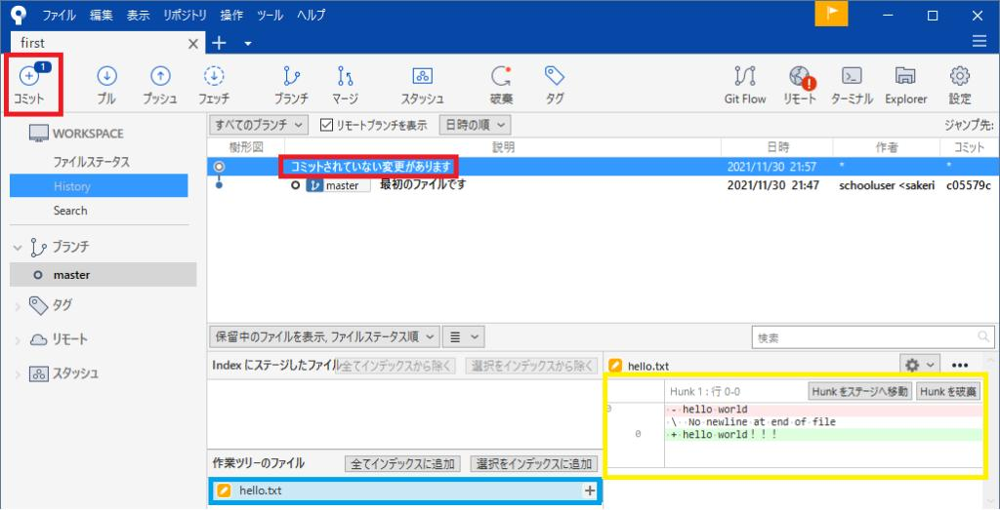 ファイル 編集 表示 リポジトリ 操作 ツール ヘルプ
first
1
コミット プル プッシュ フェッチ ブランチ マージ スタッシュ 破棄 タグ Git Flow リモート ターミナル Explorer 設定
WORKSPACE
ファイルステータス
History
Search
ブランチ
master
タグ
リモート
スタッシュ
すべてのブランチ リモートブランチを表示 日時の順 ジャンプ先:
樹形図 説明 日時 作者 コミット
コミットされていない変更があります 2021/11/30 21:57 * *
master 最初のファイルです 2021/11/30 21:47 schooluser <sakeri c05579c
保留中のファイルを表示, ファイルステータス順 検索
Index にステージしたファイル 全てインデックスから除く 選択をインデックスから除く
作業ツリーのファイル 全てインデックスに追加 選択をインデックスに追加
hello.txt
hello.txt
Hunk 1 : 行 0-0 Hunk をステージへ移動 Hunk を破棄
0 - hello world
\ No newline at end of file
0 + hello world！！！